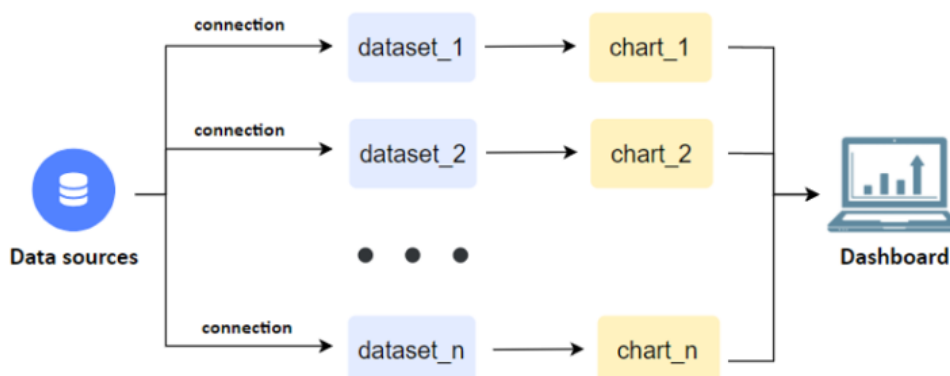 connection
dataset_1
chart_1
connection
dataset_2
chart_2
Data sources
Dashboard
connection
dataset_n
chart_n